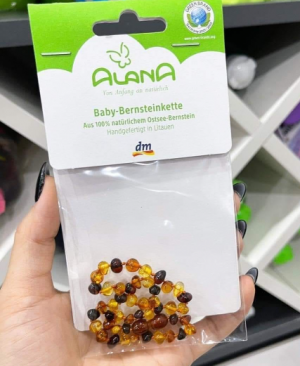 ALANA
Baby-Bernsteinkette
Aus 100% natürlichem Ostsee-Bernstein
Handgefertigt in Litauen
dm